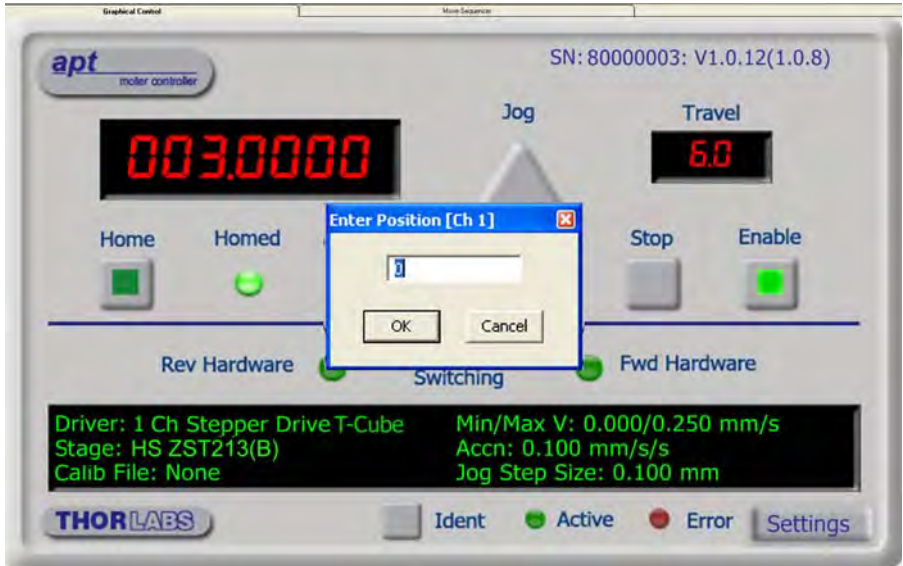 Graphical Control
Move Sequencer
apt
moter controller
SN: 80000003: V1.0.12(1.0.8)
Jog
Travel
003.0000
6.0
Enter Position [Ch 1]
Home
Homed
Stop
Enable
0
OK
Cancel
Rev Hardware
Switching
Fwd Hardware
Driver: 1 Ch Stepper Drive T-Cube
Min/Max V: 0.000/0.250 mm/s
Stage: HS ZST213(B)
Accn: 0.100 mm/s/s
Calib File: None
Jog Step Size: 0.100 mm
THORLABS
Ident
Active
Error
Settings